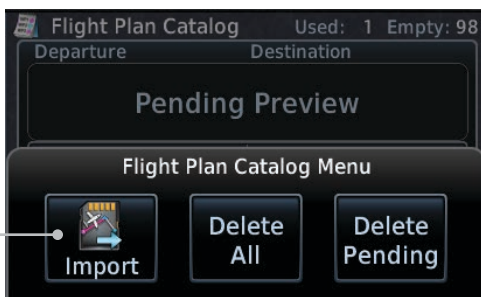 Flight Plan Catalog Used: 1 Empty: 98
Departure Destination
Pending Preview
Flight Plan Catalog Menu
Import
Delete
All
Delete
Pending